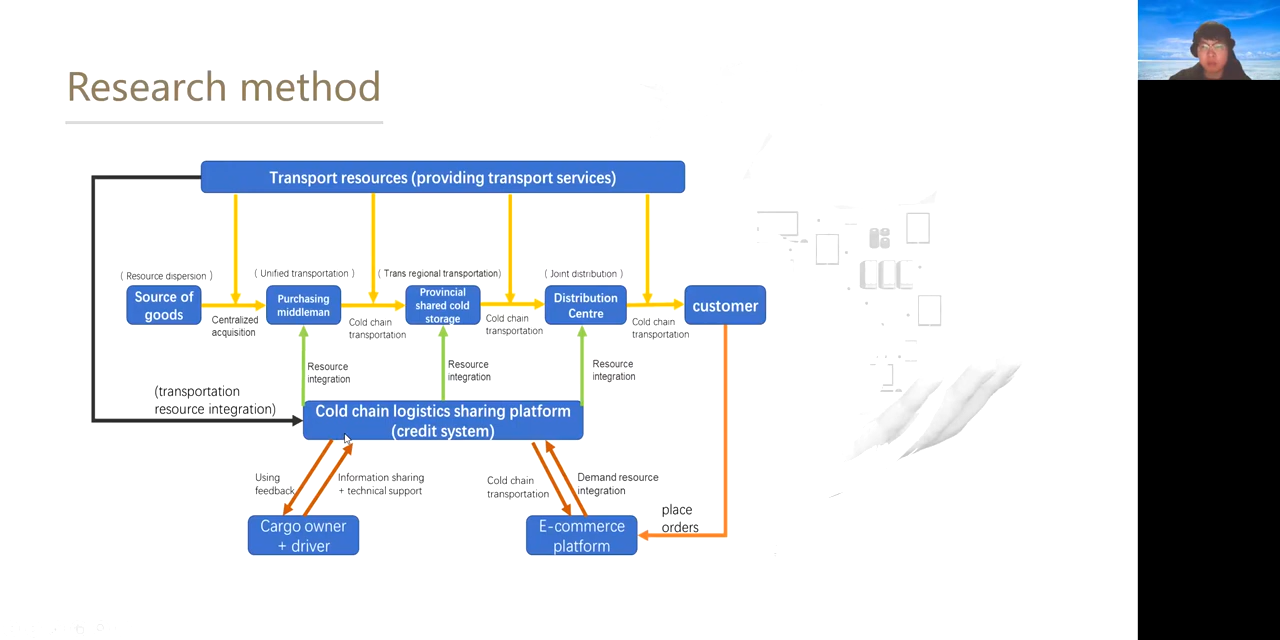 Research method
Transport resources (providing transport services)
( Resource dispersion )
( Unified transportation )
( Trans regional transportation)
( Joint distribution )
Source of
goods
Centralized
acquisition
Purchasing
middleman
Cold chain
transportation
Provincial
shared cold
storage
Cold chain
transportation
Distribution
Centre
Cold chain
transportation
customer
Resource
integration
Resource
integration
Resource
integration
(transportation
resource integration)
Cold chain logistics sharing platform
(credit system)
Using
feedback
Information sharing
+ technical support
Cold chain
transportation
Demand resource
integration
place
orders
Cargo owner
+ driver
E-commerce
platform